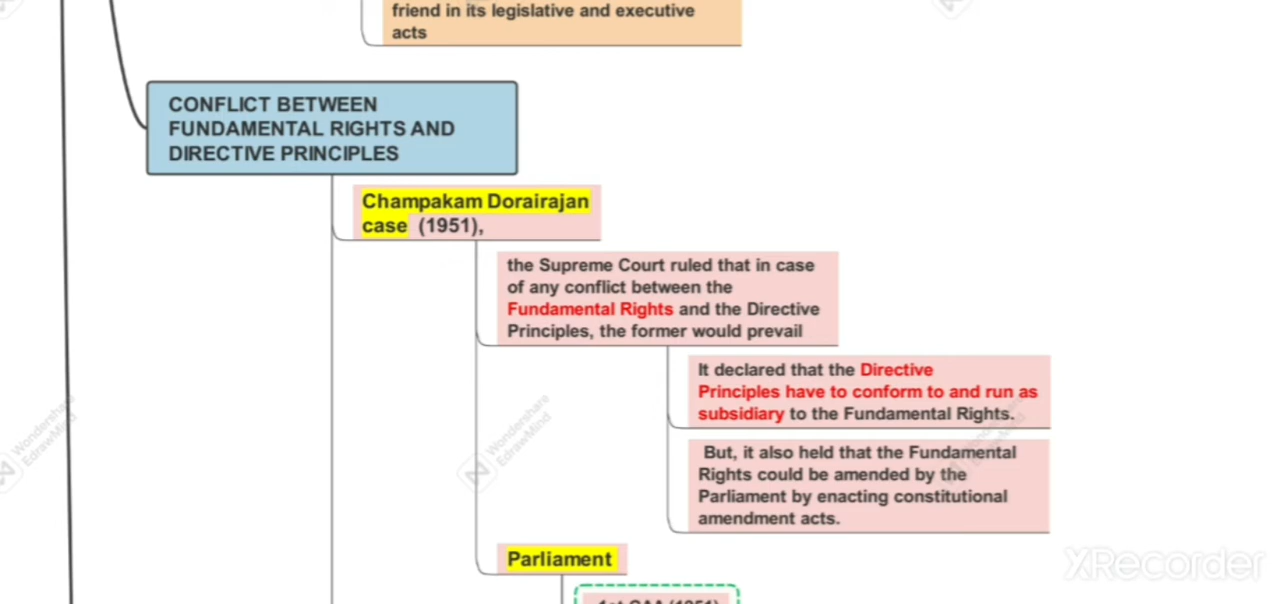 friend in its legislative and executive
acts
CONFLICT BETWEEN
FUNDAMENTAL RIGHTS AND
DIRECTIVE PRINCIPLES
Champakam Dorairajan
case (1951),
the Supreme Court ruled that in case
of any conflict between the
Fundamental Rights and the Directive
Principles, the former would prevail
It declared that the Directive
Principles have to conform to and run as
subsidiary to the Fundamental Rights.
But, it also held that the Fundamental
Rights could be amended by the
Parliament by enacting constitutional
amendment acts.
Parliament
Wondershare
EdrawMind
Wondershare
EdrawMind
XRecorder